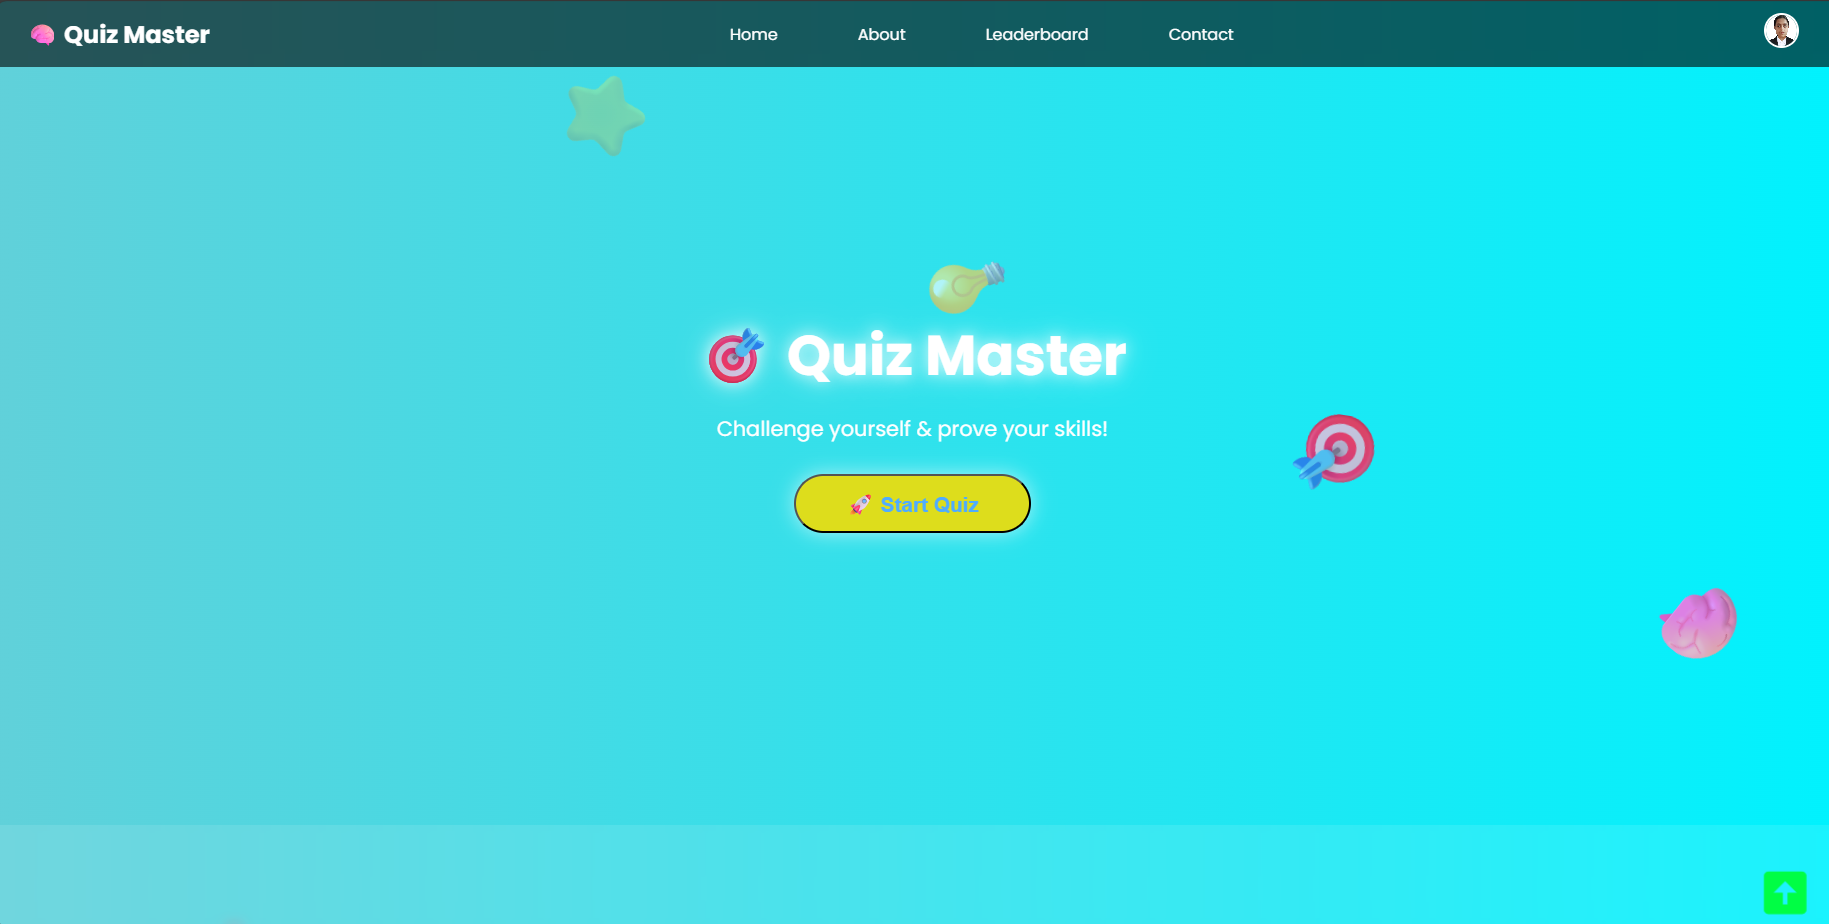 Quiz Master
Home
About
Leaderboard
Contact
Quiz Master
Challenge yourself & prove your skills!
Start Quiz